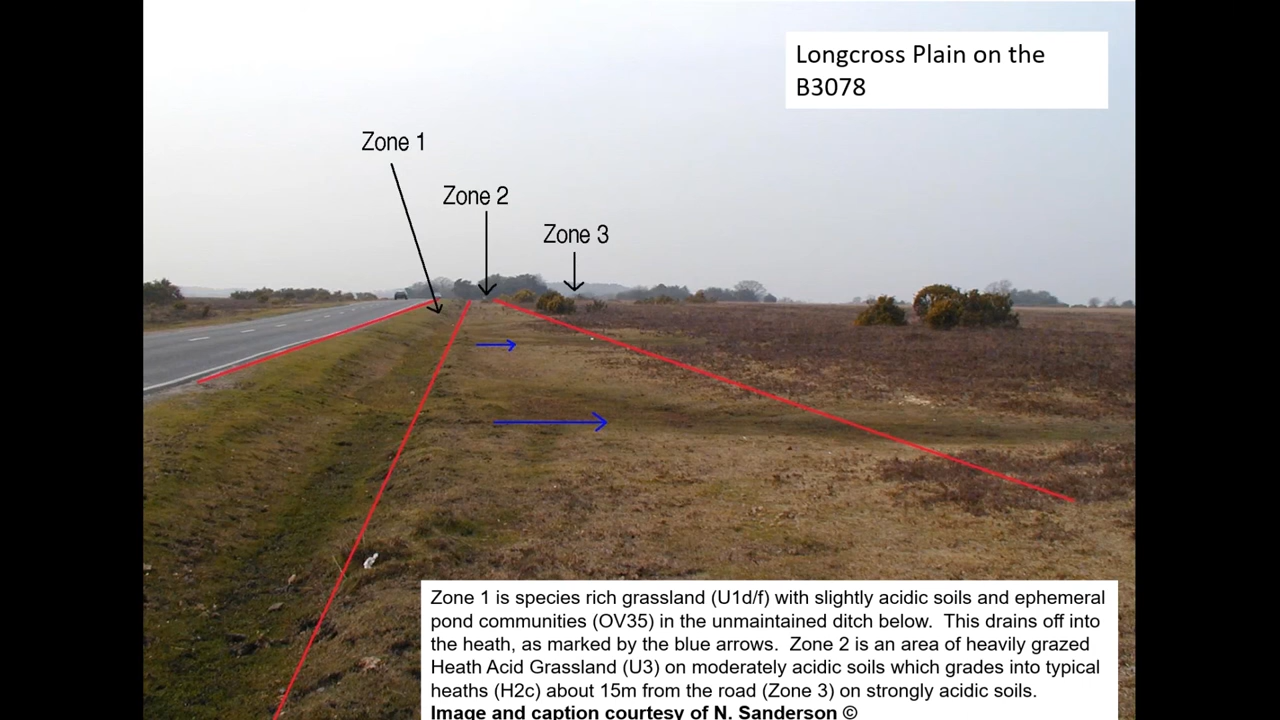 Longcross Plain on the
B3078
Zone 1
Zone 2
Zone 3
Zone 1 is species rich grassland (U1d/f) with slightly acidic soils and ephemeral
pond communities (OV35) in the unmaintained ditch below.  This drains off into
the heath, as marked by the blue arrows.  Zone 2 is an area of heavily grazed
Heath Acid Grassland (U3) on moderately acidic soils which grades into typical
heaths (H2c) about 15m from the road (Zone 3) on strongly acidic soils.
Image and caption courtesy of N. Sanderson ©